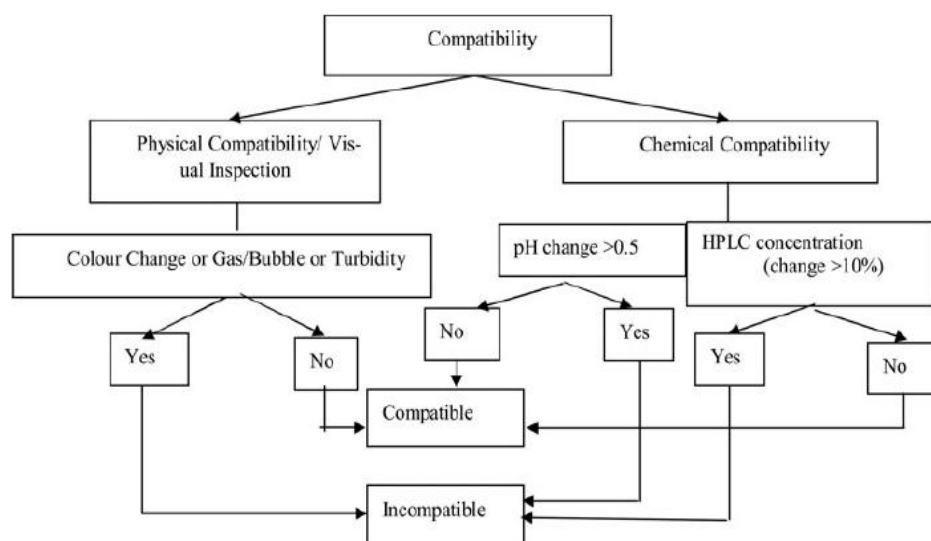 Compatibility
Physical Compatibility/ Vis-
ual Inspection
Chemical Compatibility
Colour Change or Gas/Bubble or Turbidity
pH change >0.5
HPLC concentration
(change >10%)
Yes
No
No
Yes
Yes
No
Compatible
Incompatible